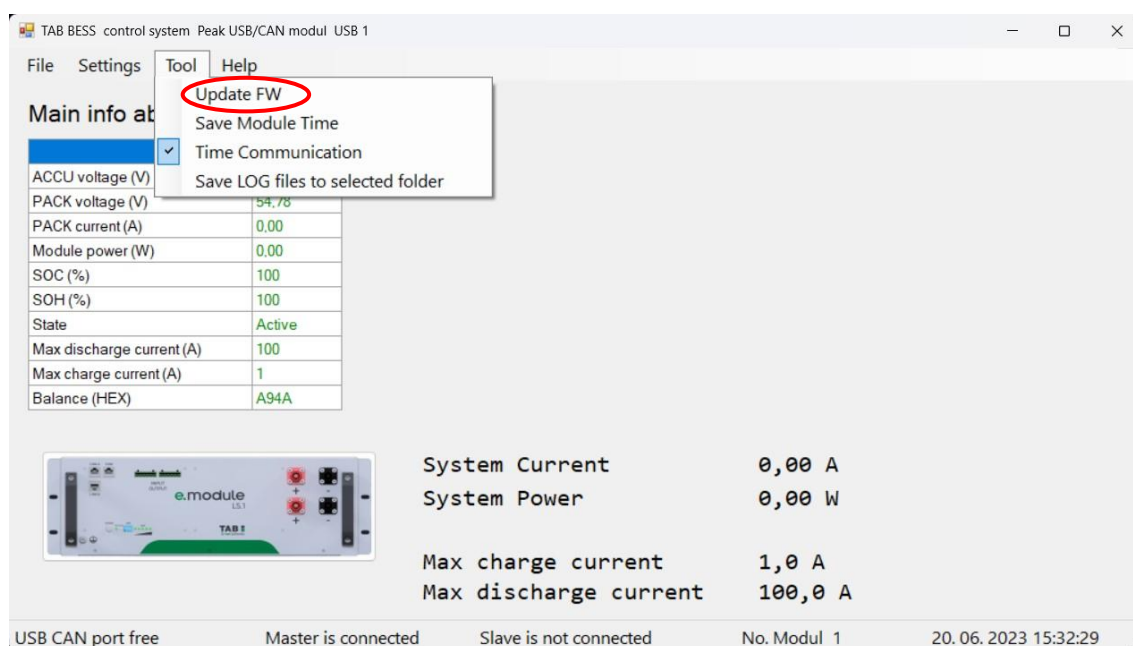 TAB BESS control system Peak USB/CAN modul USB 1
File Settings Tool Help
Update FW
Save Module Time
Time Communication
Save LOG files to selected folder
Main info ab
ACCU voltage (V)
PACK voltage (V) 54,78
PACK current (A) 0,00
Module power (W) 0,00
SOC (%) 100
SOH (%) 100
State Active
Max discharge current (A) 100
Max charge current (A) 1
Balance (HEX) A94A
e.module
LS.1
TAB
System Current 0,00 A
System Power 0,00 W
Max charge current 1,0 A
Max discharge current 100,0 A
USB CAN port free Master is connected Slave is not connected No. Modul 1 20. 06. 2023 15:32:29